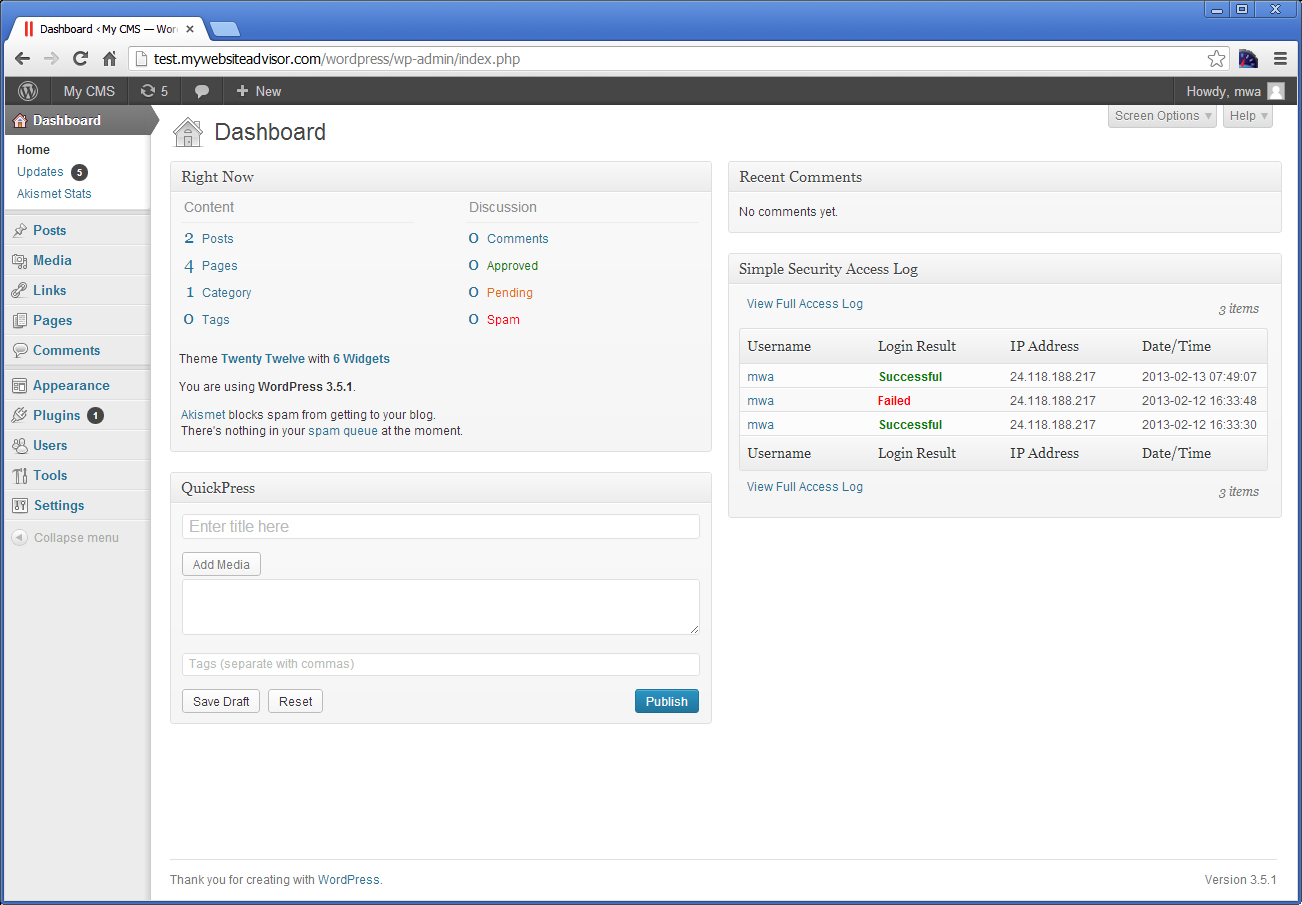 Dashboard ‹ My CMS — Wor
test.mywebsiteadvisor.com/wordpress/wp-admin/index.php
My CMS 5 + New Howdy, mwa
Dashboard
Home
Updates 5
Akismet Stats
Posts
Media
Links
Pages
Comments
Appearance
Plugins 1
Users
Tools
Settings
Collapse menu
Screen Options Help
Dashboard
Right Now
Content Discussion
2 Posts 0 Comments
4 Pages 0 Approved
1 Category 0 Pending
0 Tags 0 Spam
Theme Twenty Twelve with 6 Widgets
You are using WordPress 3.5.1.
Akismet blocks spam from getting to your blog.
There's nothing in your spam queue at the moment.
QuickPress
Enter title here
Add Media
Tags (separate with commas)
Save Draft Reset Publish
Recent Comments
No comments yet.
Simple Security Access Log
View Full Access Log 3 items
Username Login Result IP Address Date/Time
mwa Successful 24.118.188.217 2013-02-13 07:49:07
mwa Failed 24.118.188.217 2013-02-12 16:33:48
mwa Successful 24.118.188.217 2013-02-12 16:33:30
Username Login Result IP Address Date/Time
View Full Access Log 3 items
Thank you for creating with WordPress. Version 3.5.1